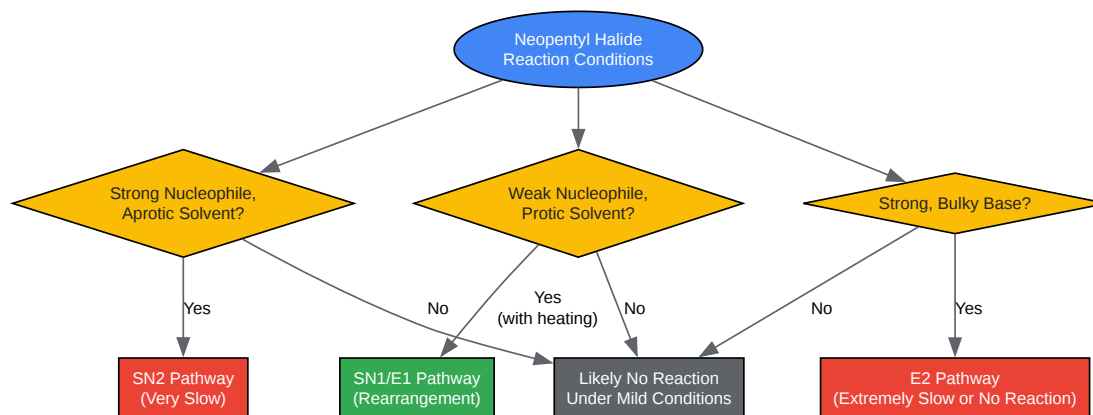 Neopentyl Halide
Reaction Conditions
Strong Nucleophile,
Aprotic Solvent?
Weak Nucleophile,
Protic Solvent?
Strong, Bulky Base?
Yes
No
Yes
(with heating)
No
No
Yes
SN2 Pathway
(Very Slow)
SN1/E1 Pathway
(Rearrangement)
Likely No Reaction
Under Mild Conditions
E2 Pathway
(Extremely Slow or No Reaction)